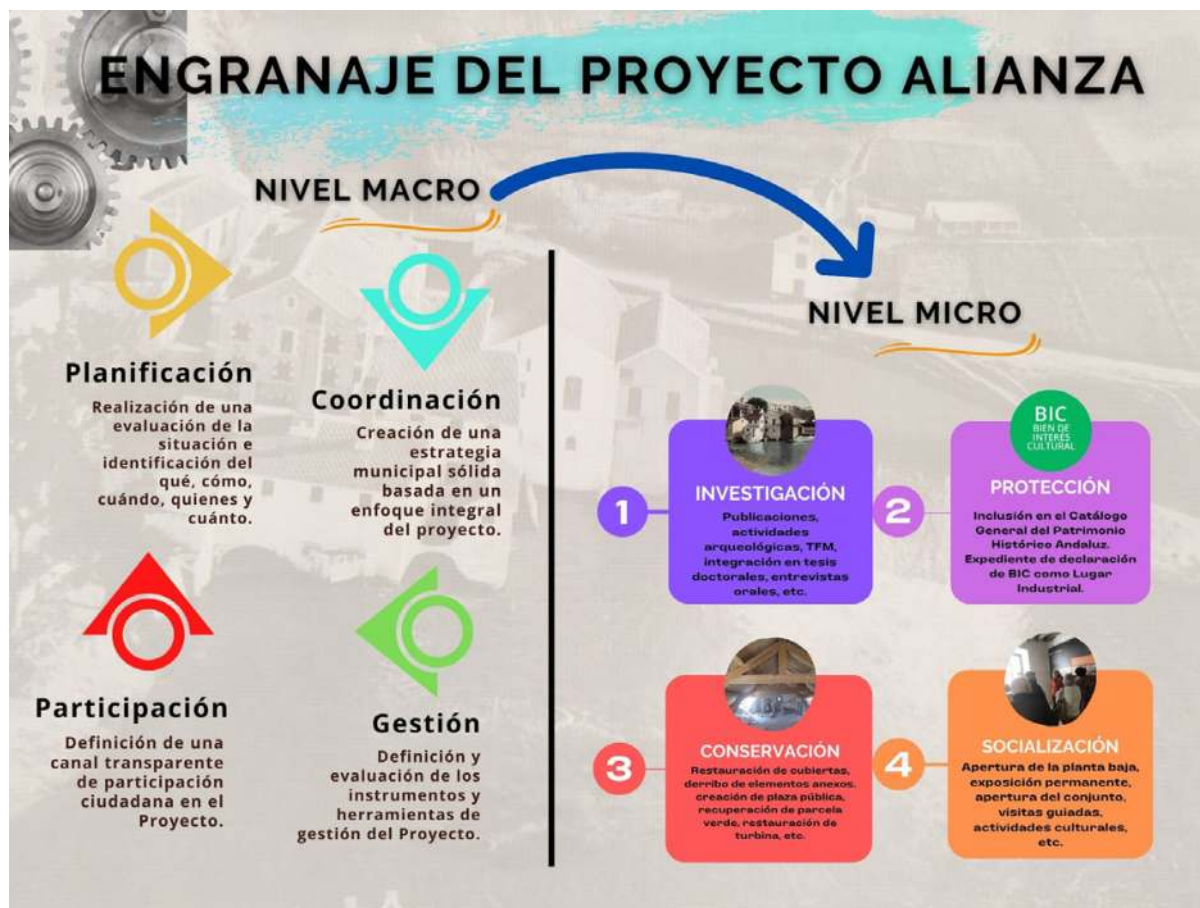 ENGRANAJE DEL PROYECTO ALIANZA
NIVEL MACRO
Planificación
Realización de una
evaluación de la
situación e
identificación del
qué, cómo,
cuándo, quienes y
cuánto.
Coordinación
Creación de una
estrategia
municipal sólida
basada en un
enfoque integral
del proyecto.
Participación
Definición de una
canal transparente
de participación
ciudadana en el
Proyecto.
Gestión
Definición y
evaluación de los
instrumentos y
herramientas de
gestión del Proyecto.
NIVEL MICRO
1
INVESTIGACIÓN
Publicaciones,
actividades
arqueológicas, TFM,
integración en tesis
doctorales, entrevistas
orales, etc.
2
BIC
BIEN DE
INTERÉS
CULTURAL
PROTECCIÓN
Inclusión en el Catálogo
General del Patrimonio
Histórico Andaluz.
Expediente de declaración
de BIC como Lugar
Industrial.
3
CONSERVACIÓN
Restauración de cubiertas,
derribo de elementos anexos,
creación de plaza pública,
recuperación de parcela
verde, restauración de
turbina, etc.
4
SOCIALIZACIÓN
Apertura de la planta baja,
exposición permanente,
apertura del conjunto,
visitas guiadas,
actividades culturales,
etc.